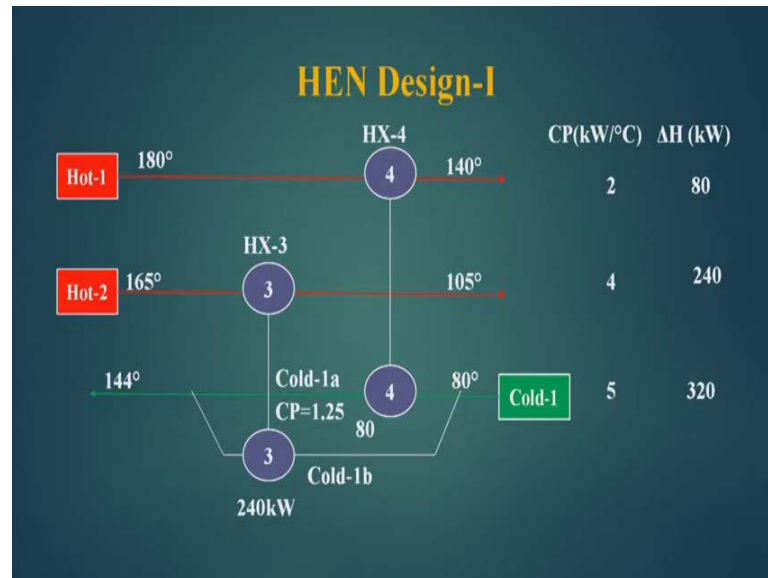 HEN Design-I
HX-4
CP(kW/°C) ΔH (kW)
Hot-1 180° 4 140° 2 80
HX-3
Hot-2 165° 3 105° 4 240
144° Cold-1a 4 80° Cold-1 5 320
CP=1.25
80
3 Cold-1b
240kW